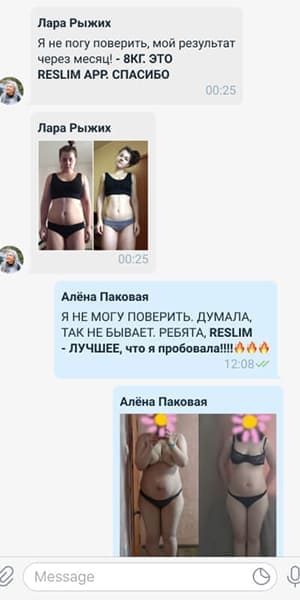 Лара Рыжих
Я не погу поверить, мой результат
через месяц! - 8КГ. ЭТО
RESLIM APP. СПАСИБО
00:25
Лара Рыжих
00:25
Алёна Паковая
Я НЕ МОГУ ПОВЕРИТЬ. ДУМАЛА,
ТАК НЕ БЫВАЕТ. РЕБЯТА, RESLIM
- ЛУЧШЕЕ, что я пробовала!!!!🔥🔥🔥
12:08
Алёна Паковая
Message